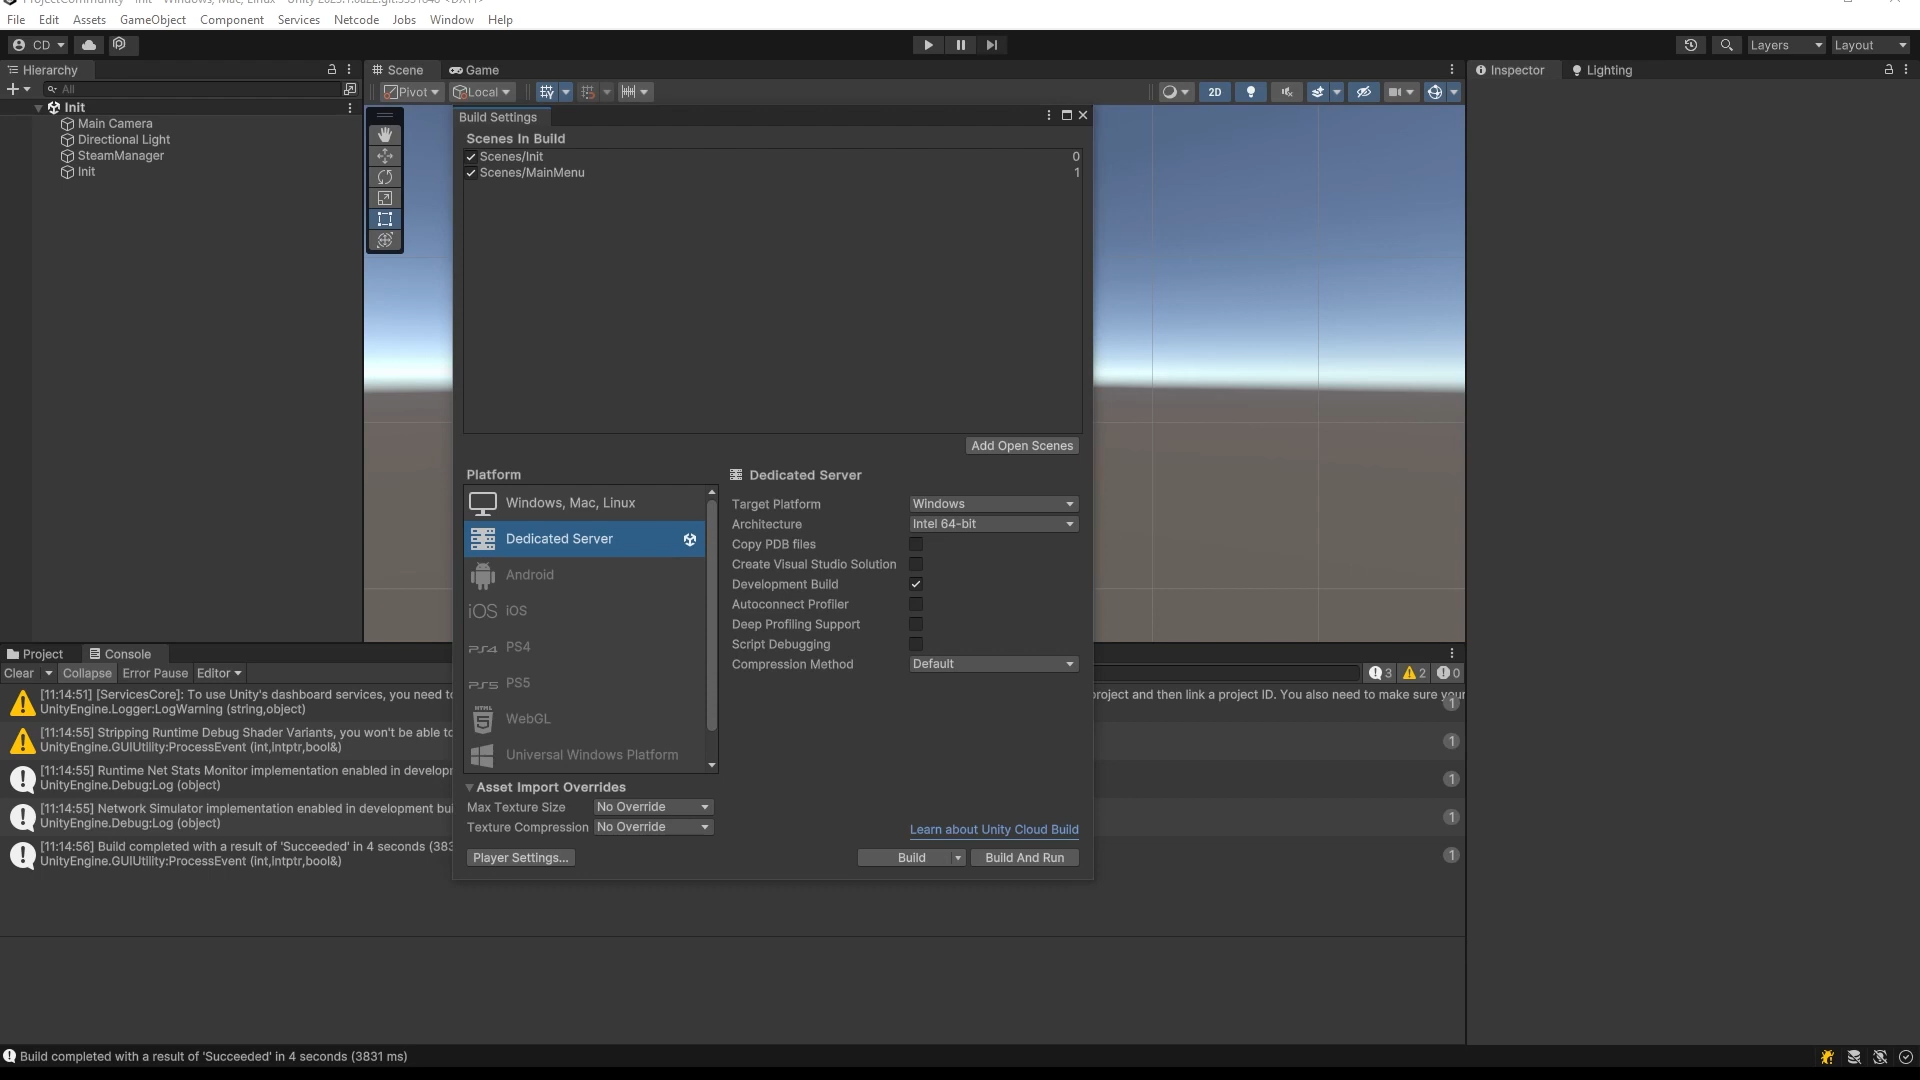 File Edit Assets GameObject Component Services Netcode Jobs Window Help
CD
Layers Layout
Hierarchy
All
Init
Main Camera
Directional Light
SteamManager
Init
Scene Game
Pivot Local
2D
Inspector Lighting
Build Settings
Scenes In Build
Scenes/Init 0
Scenes/MainMenu 1
Add Open Scenes
Platform
Windows, Mac, Linux
Dedicated Server
Android
iOS iOS
PS4 PS4
PS5 PS5
HTML 5 WebGL
Universal Windows Platform
Dedicated Server
Target Platform Windows
Architecture Intel 64-bit
Copy PDB files
Create Visual Studio Solution
Development Build
Autoconnect Profiler
Deep Profiling Support
Script Debugging
Compression Method Default
Asset Import Overrides
Max Texture Size No Override
Texture Compression No Override
Learn about Unity Cloud Build
Player Settings...
Build Build And Run
Project Console
Clear Collapse Error Pause Editor
3 2 0
[11:14:51] [ServicesCore]: To use Unity's dashboard services, you need to
project and then link a project ID. You also need to make sure your
UnityEngine.Logger:LogWarning (string,object)
1
[11:14:55] Stripping Runtime Debug Shader Variants, you won't be able to
UnityEngine.GUIUtility:ProcessEvent (int,intptr,bool&)
1
[11:14:55] Runtime Net Stats Monitor implementation enabled in develop
UnityEngine.Debug:Log (object)
1
[11:14:55] Network Simulator implementation enabled in development bui
UnityEngine.Debug:Log (object)
1
[11:14:56] Build completed with a result of 'Succeeded' in 4 seconds (383
UnityEngine.GUIUtility:ProcessEvent (int,intptr,bool&)
1
Build completed with a result of 'Succeeded' in 4 seconds (3831 ms)